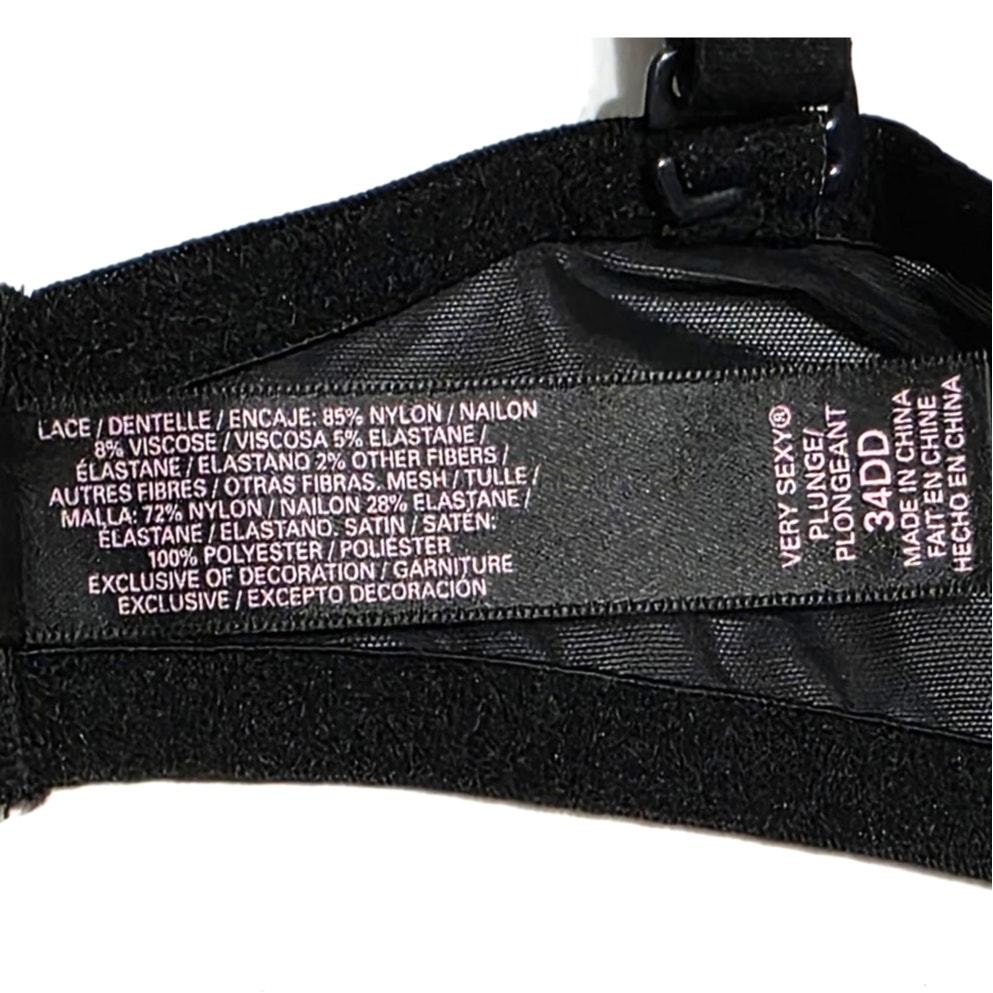 LACE / DENTELLE / ENCAJE: 85% NYLON / NAILON
8% VISCOSE / VISCOSA 5% ELASTANE /
ÉLASTANE / ELASTANO 2% OTHER FIBERS /
AUTRES FIBRES / OTRAS FIBRAS. MESH / TULLE /
MALLA: 72% NYLON / NAILON 28% ELASTANE /
ÉLASTANE / ELASTANO. SATIN / SATÉN:
100% POLYESTER / POLIÉSTER
EXCLUSIVE OF DECORATION / GARNITURE
EXCLUSIVE / EXCEPTO DECORACIÓN
VERY SEXY®
PLUNGE/
PLONGEANT
34DD
MADE IN CHINA
FAIT EN CHINE
HECHO EN CHINA